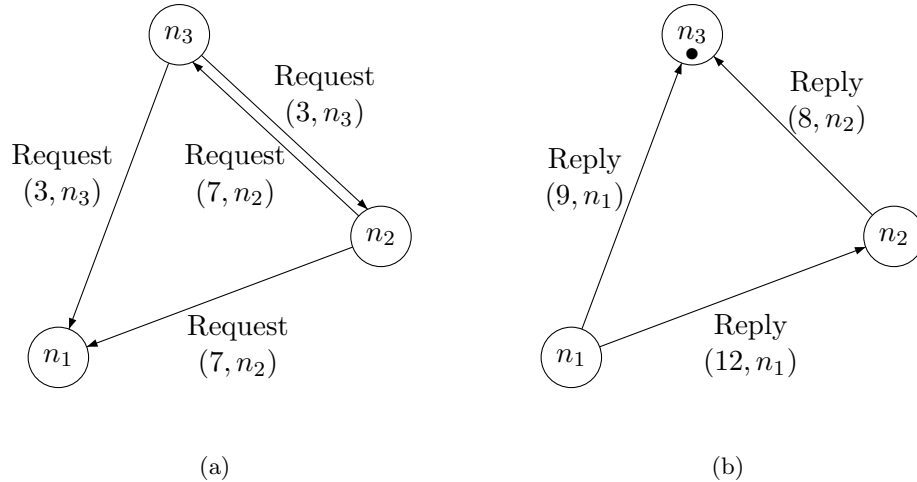 n₃
Request
(3, n₃)
Request
(7, n₂)
Request
(3, n₃)
n₂
Request
(7, n₂)
n₁
(a)
n₃
Reply
(8, n₂)
Reply
(9, n₁)
n₂
Reply
(12, n₁)
n₁
(b)